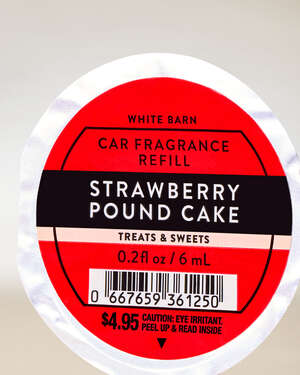 WHITE BARN
CAR FRAGRANCE
REFILL
STRAWBERRY
POUND CAKE
TREATS & SWEETS
0.2fl oz / 6 mL
0 667659 361250
$4.95 CAUTION: EYE IRRITANT.
PEEL UP & READ INSIDE